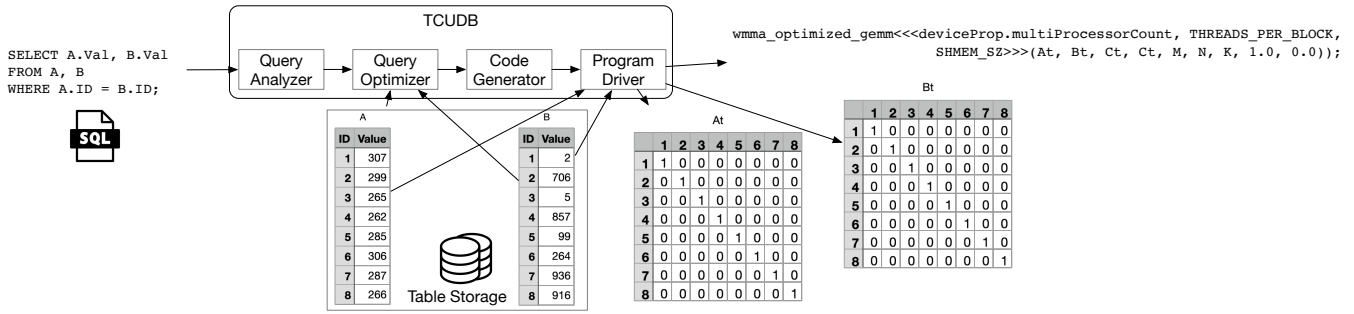 TCUDB
SELECT A.Val, B.Val
FROM A, B
WHERE A.ID = B.ID;
SQL
Query
Analyzer
Query
Optimizer
Code
Generator
Program
Driver
wmma_optimized_gemm<<<deviceProp.multiProcessorCount, THREADS_PER_BLOCK,
SHMEM_SZ>>>(At, Bt, Ct, Ct, M, N, K, 1.0, 0.0));
A
ID Value
1 307
2 299
3 265
4 262
5 285
6 306
7 287
8 266
Table Storage
B
ID Value
1 2
2 706
3 5
4 857
5 99
6 264
7 936
8 916
At
1 2 3 4 5 6 7 8
1 1 0 0 0 0 0 0 0
2 0 1 0 0 0 0 0 0
3 0 0 1 0 0 0 0 0
4 0 0 0 1 0 0 0 0
5 0 0 0 0 1 0 0 0
6 0 0 0 0 0 1 0 0
7 0 0 0 0 0 0 1 0
8 0 0 0 0 0 0 0 1
Bt
1 2 3 4 5 6 7 8
1 1 0 0 0 0 0 0 0
2 0 1 0 0 0 0 0 0
3 0 0 1 0 0 0 0 0
4 0 0 0 1 0 0 0 0
5 0 0 0 0 1 0 0 0
6 0 0 0 0 0 1 0 0
7 0 0 0 0 0 0 1 0
8 0 0 0 0 0 0 0 1